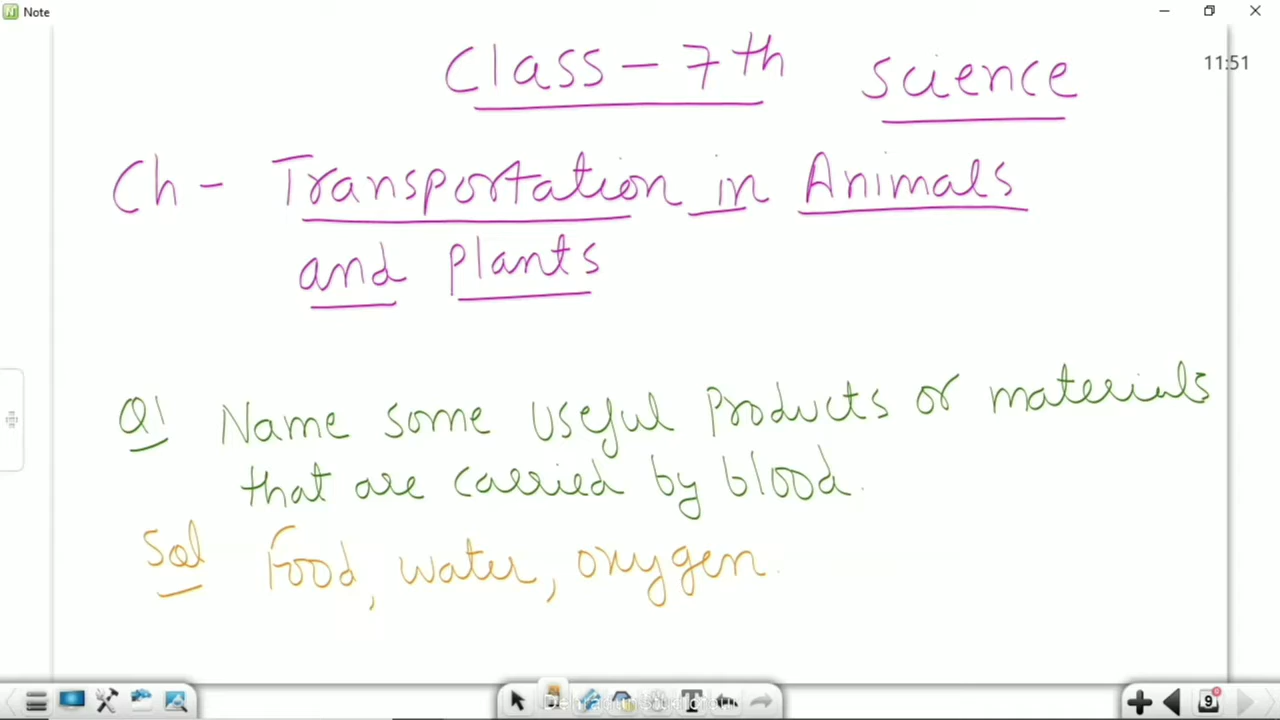 Note
11:51
Class - 7th Science
Ch - Transportation in Animals
and plants
Q1 Name some useful products or materials
that are carried by blood.
Sol Food, water, oxygen.
9